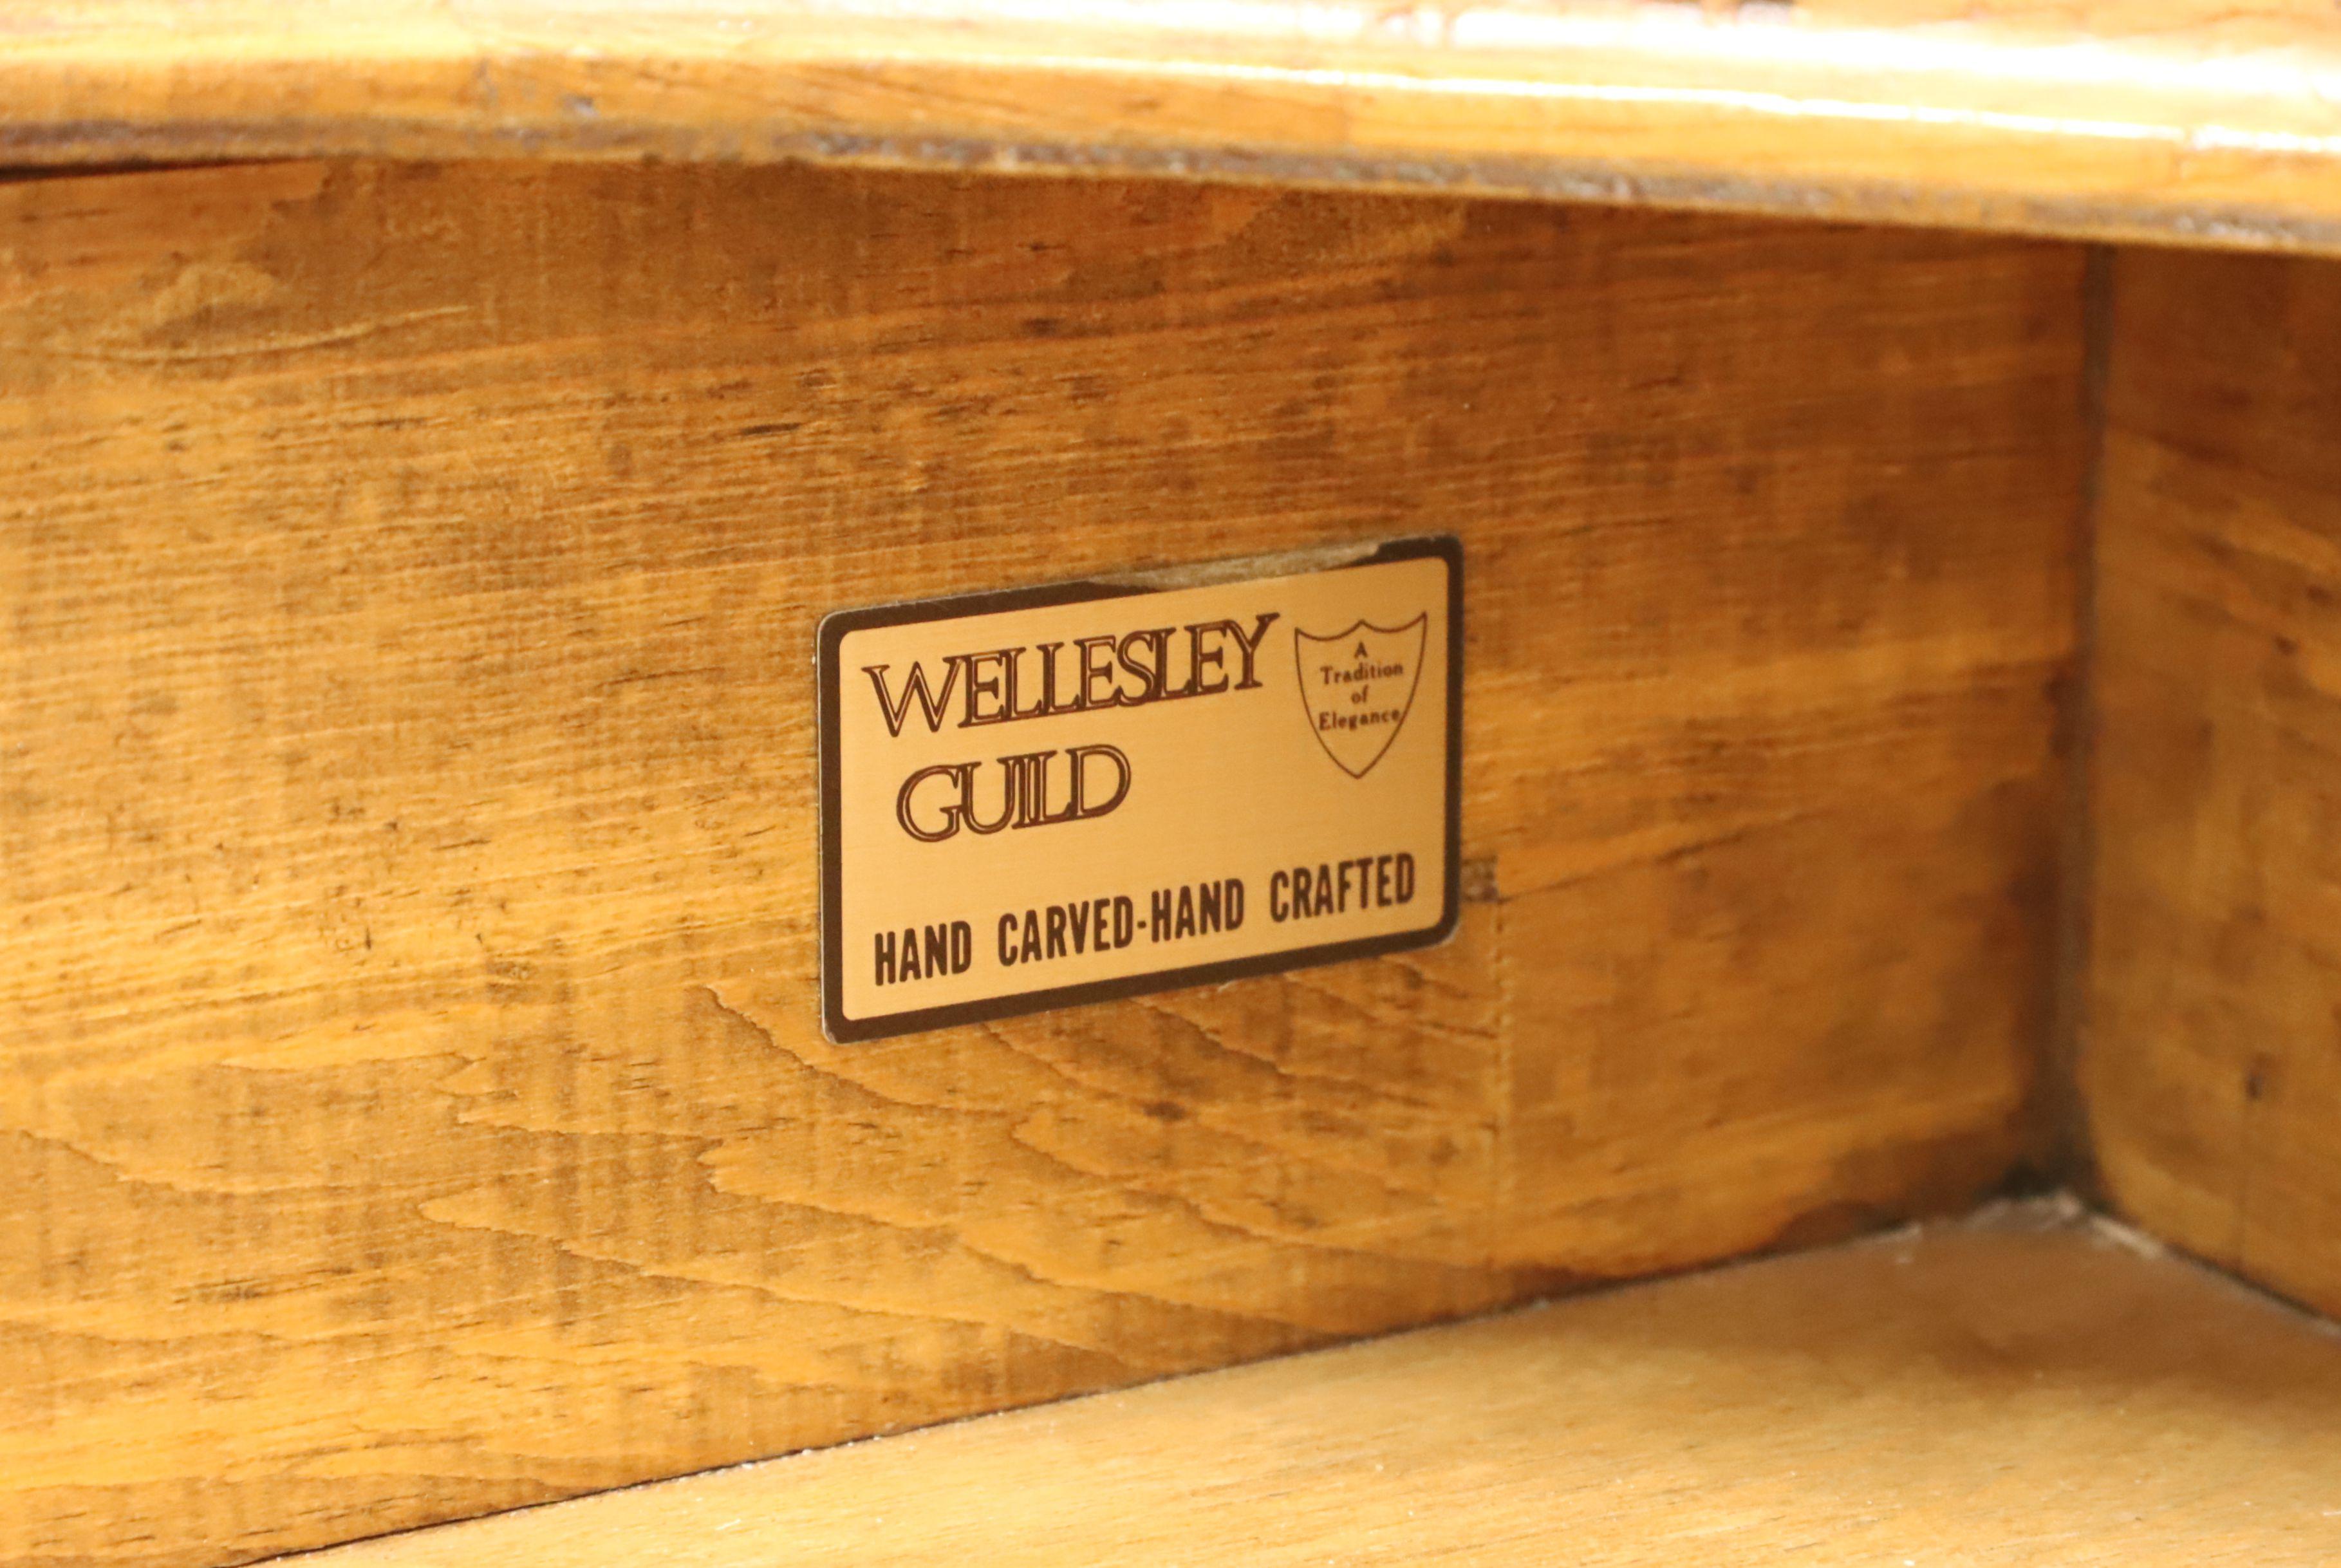 WELLESLEY
GUILD
A
Tradition
of
Elegance
HAND CARVED-HAND CRAFTED